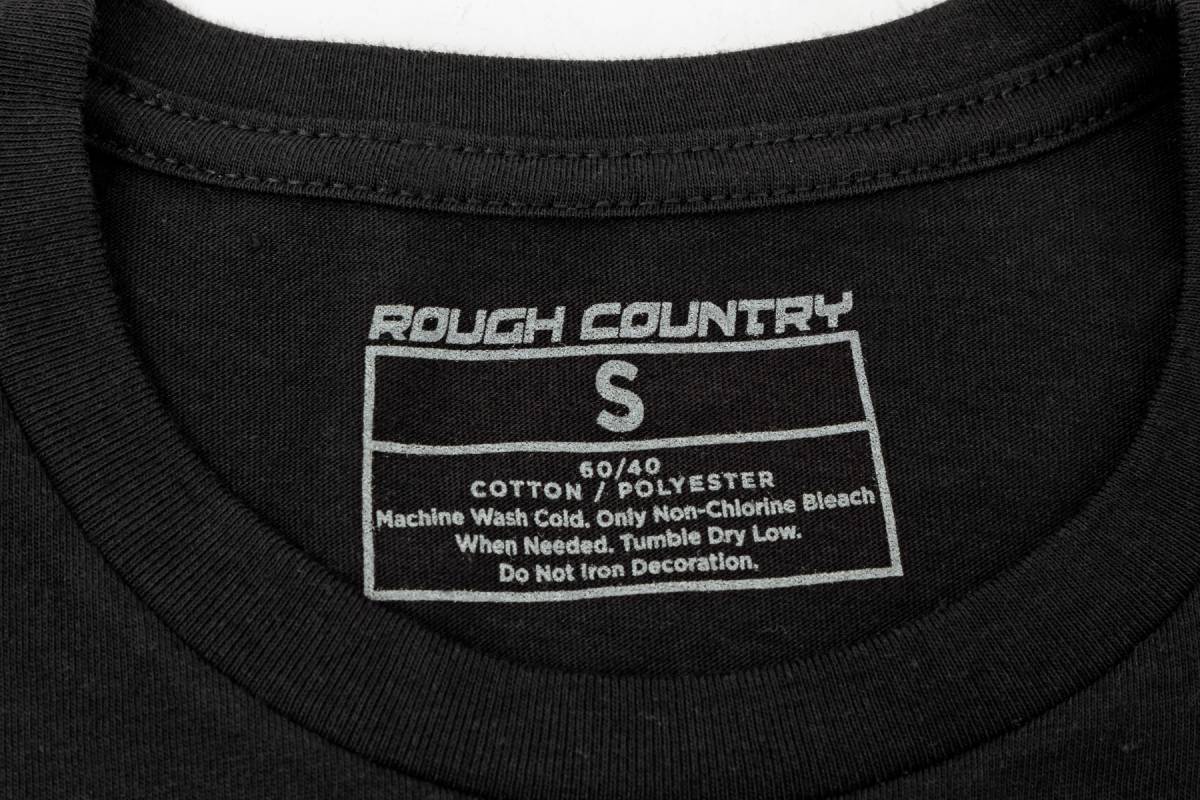 ROUGH COUNTRY
S
60/40
COTTON / POLYESTER
Machine Wash Cold. Only Non-Chlorine Bleach
When Needed. Tumble Dry Low.
Do Not Iron Decoration.